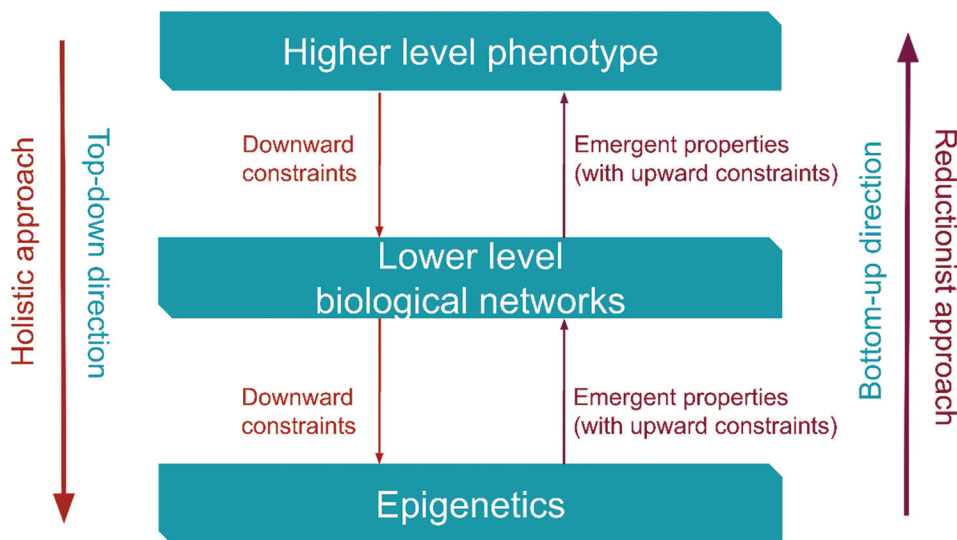 Higher level phenotype
Holistic approach
Top-down direction
Downward
constraints
Emergent properties
(with upward constraints)
Bottom-up direction
Reductionist approach
Lower level
biological networks
Downward
constraints
Emergent properties
(with upward constraints)
Epigenetics